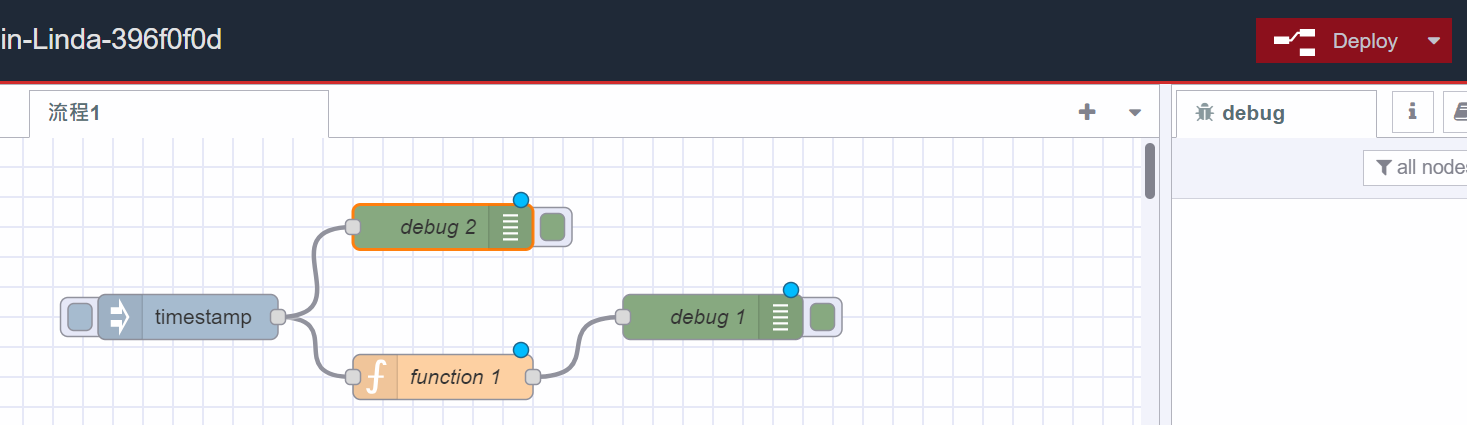 in-Linda-396f0f0d
Deploy
流程1
debug
i
all nodes
debug 2
timestamp
debug 1
function 1